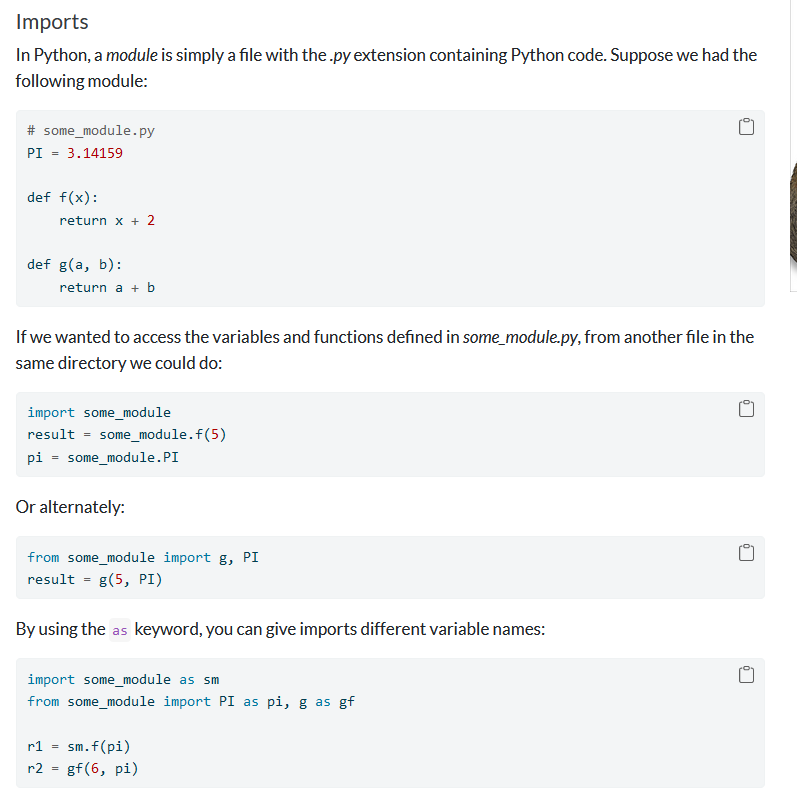 Imports
In Python, a module is simply a file with the .py extension containing Python code. Suppose we had the
following module:
# some_module.py
PI = 3.14159
def f(x):
    return x + 2
def g(a, b):
    return a + b
If we wanted to access the variables and functions defined in some_module.py, from another file in the
same directory we could do:
import some_module
result = some_module.f(5)
pi = some_module.PI
Or alternately:
from some_module import g, PI
result = g(5, PI)
By using the as keyword, you can give imports different variable names:
import some_module as sm
from some_module import PI as pi, g as gf
r1 = sm.f(pi)
r2 = gf(6, pi)